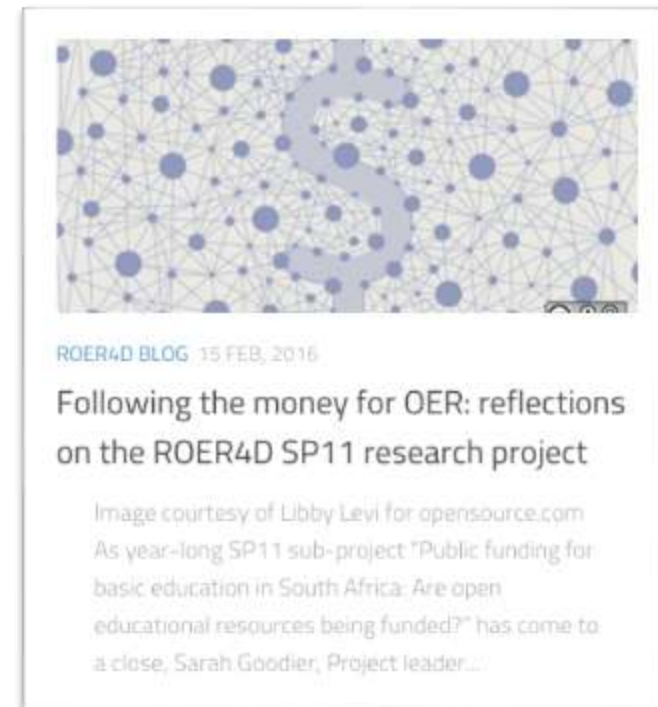 ROER4D BLOG 15 FEB, 2016
Following the money for OER: reflections
on the ROER4D SP11 research project
Image courtesy of Libby Levi for opensource.com
As year-long SP11 sub-project "Public funding for
basic education in South Africa: Are open
educational resources being funded?" has come to
a close, Sarah Goodier, Project leader...